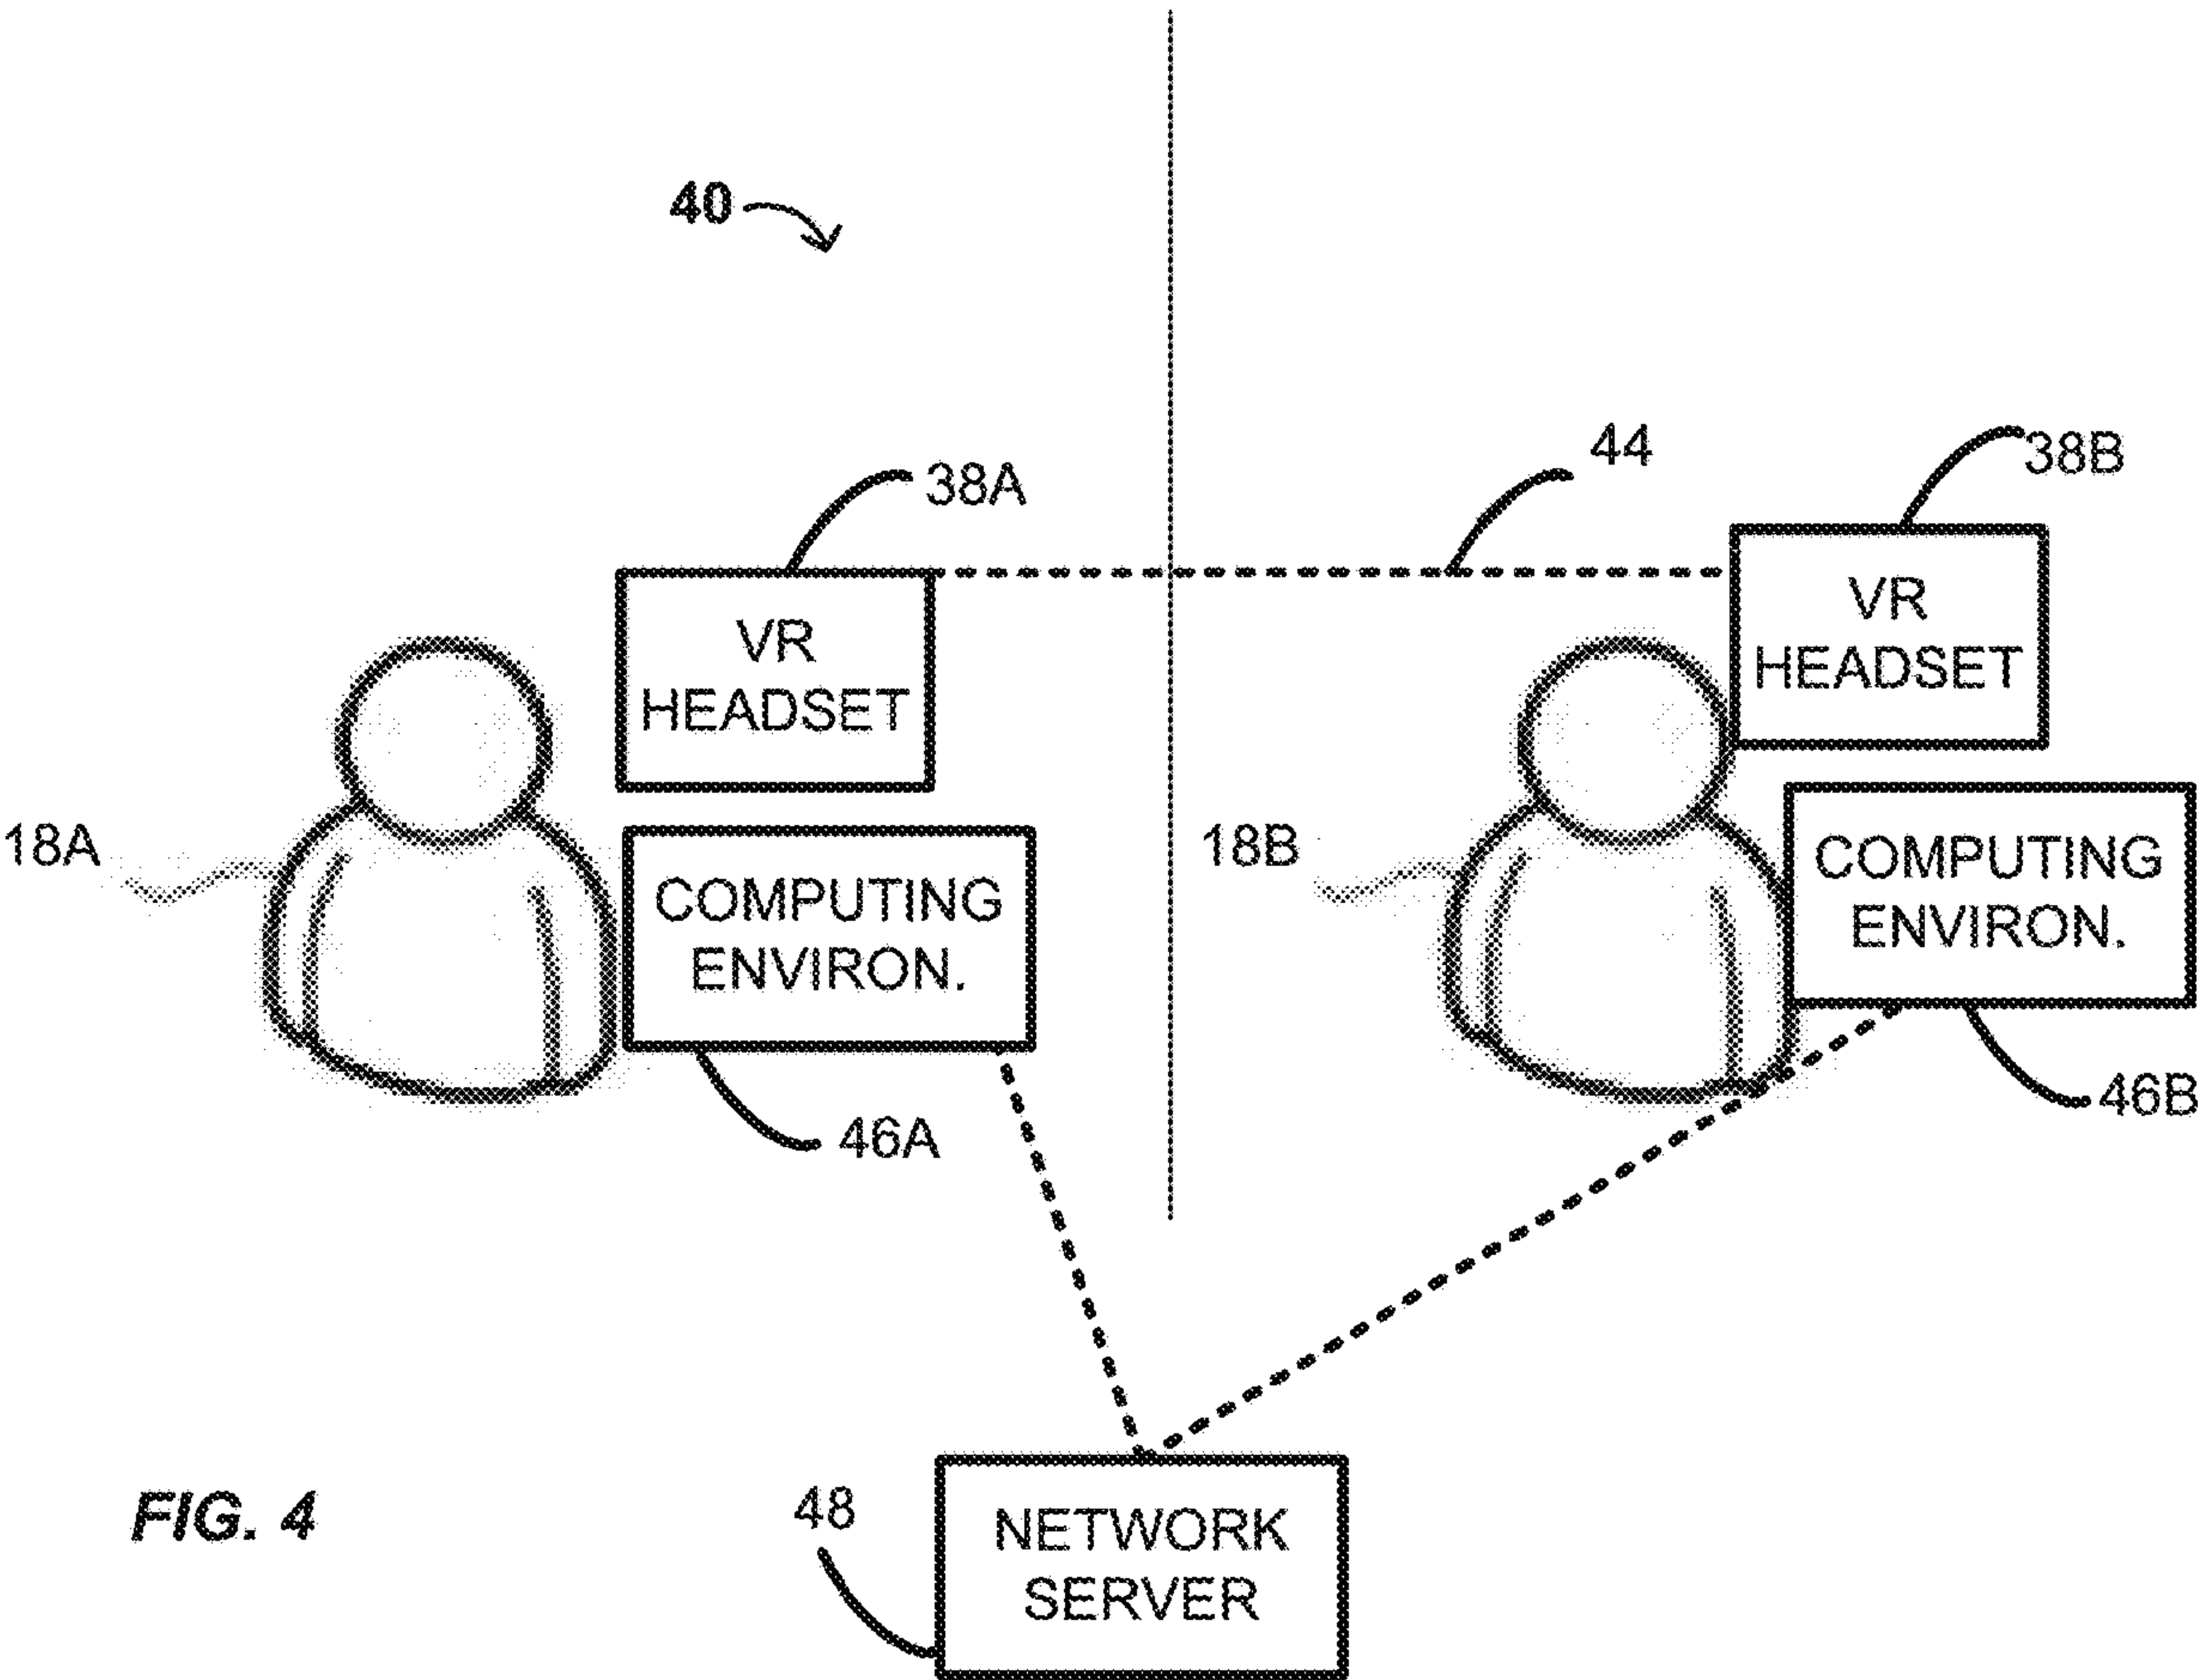 40
44
38B
38A
VR
HEADSET
VR
HEADSET
18A
18B
COMPUTING
ENVIRON.
COMPUTING
ENVIRON.
46A
46B
48
NETWORK
SERVER
FIG. 4